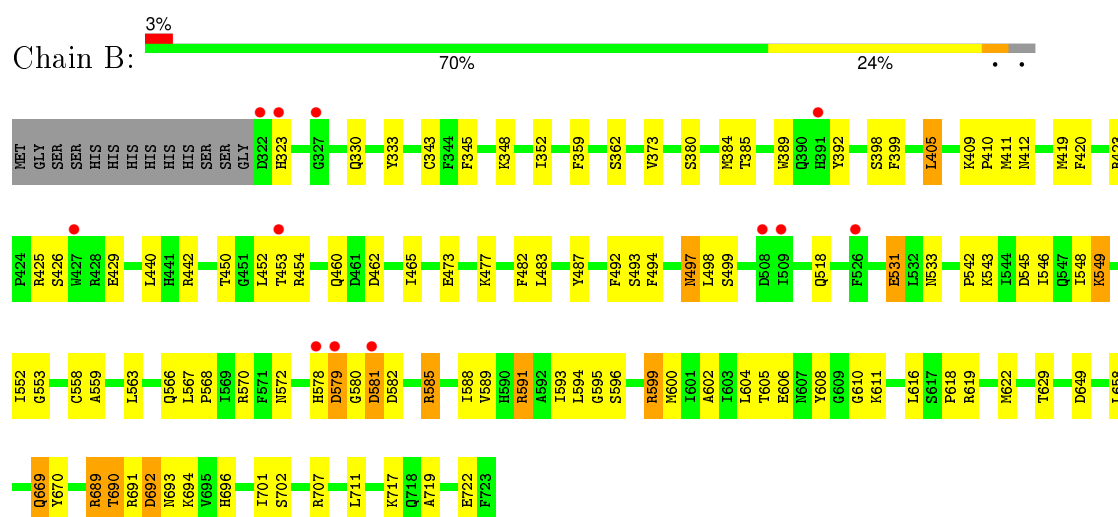 3%
Chain B:
70% 24% • •
MET GLY SER SER HIS HIS HIS HIS HIS HIS SER SER GLY D322 H323 G327 Q330 Y333 C343 F344 F345 K348 I352 F359 S362 V373 S380 M384 T385 W389 Q390 H391 Y392 S398 F399 L405 K409 P410 M411 N412 M419 F420
P424 R425 S426 W427 R428 E429 L440 H441 R442 T450 G451 L452 T453 R454 Q460 D461 D462 I465 E473 K477 F482 L483 Y487 F492 S493 F494 N497 L498 S499 D508 I509 Q518 F526 E531 L532 N533 P542 K543 I544 D545 I546 Q547 I548 K549
I552 G553 C558 A559 L563 Q566 L567 P568 I569 R570 F571 N572 H578 D579 G580 D581 D582 R585 I588 V589 H590 R591 A592 I593 L594 G595 S596 R599 M600 I601 A602 I603 L604 T605 E606 N607 Y608 G609 G610 K611 L616 S617 P618 R619 M622 T629 D649 L658
Q669 Y670 R689 T690 R691 D692 N693 K694 V695 H696 I701 S702 R707 L711 K717 Q718 A719 E722 F723